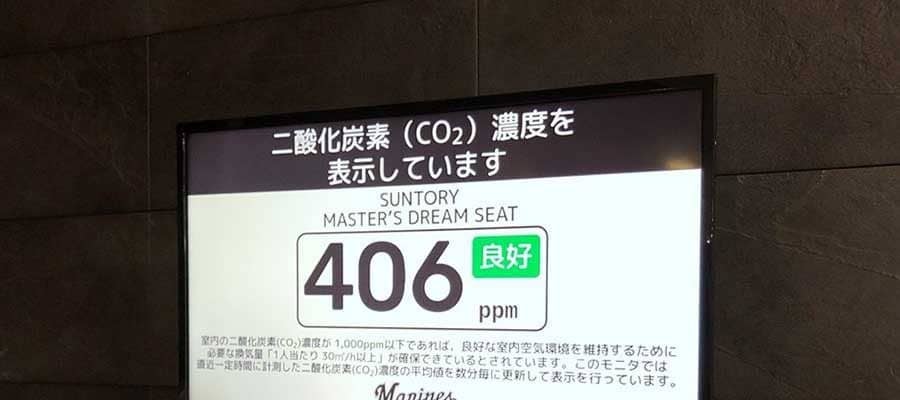 二酸化炭素（CO₂）濃度を
表示しています
SUNTORY
MASTER'S DREAM SEAT
406 良好
ppm
室内の二酸化炭素(CO₂)濃度が 1,000ppm以下であれば、良好な室内空気環境を維持するために
必要な換気量「1人当たり 30㎥/h以上」が確保できているとされています。このモニタでは
直近一定時間に計測した二酸化炭素(CO₂)濃度の平均値を数分毎に更新して表示を行っています。
Marines